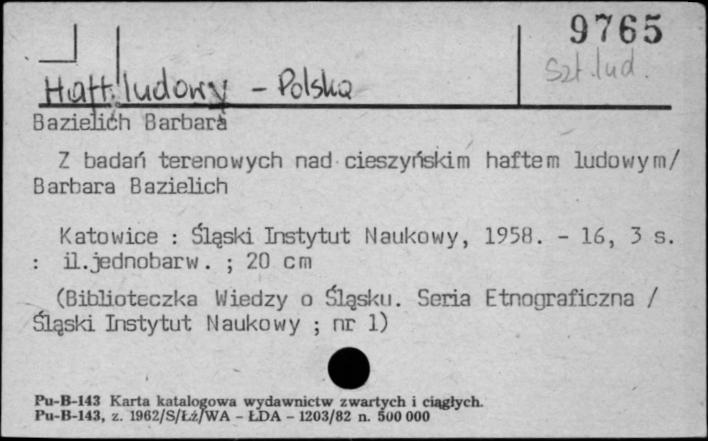 9765
Szt. lud.
Haft ludowy - Polska
Bazielich Barbara
Z badań terenowych nad cieszyńskim haftem ludowym/
Barbara Bazielich
Katowice : Śląski Instytut Naukowy, 1958. - 16, 3 s.
: il.jednobarw. ; 20 cm
(Biblioteczka Wiedzy o Śląsku. Seria Etnograficzna /
Śląski Instytut Naukowy ; nr 1)
Pu-B-143 Karta katalogowa wydawnictw zwartych i ciągłych.
Pu-B-143, z. 1962/S/Łź/WA - ŁDA - 1203/82 n. 500 000